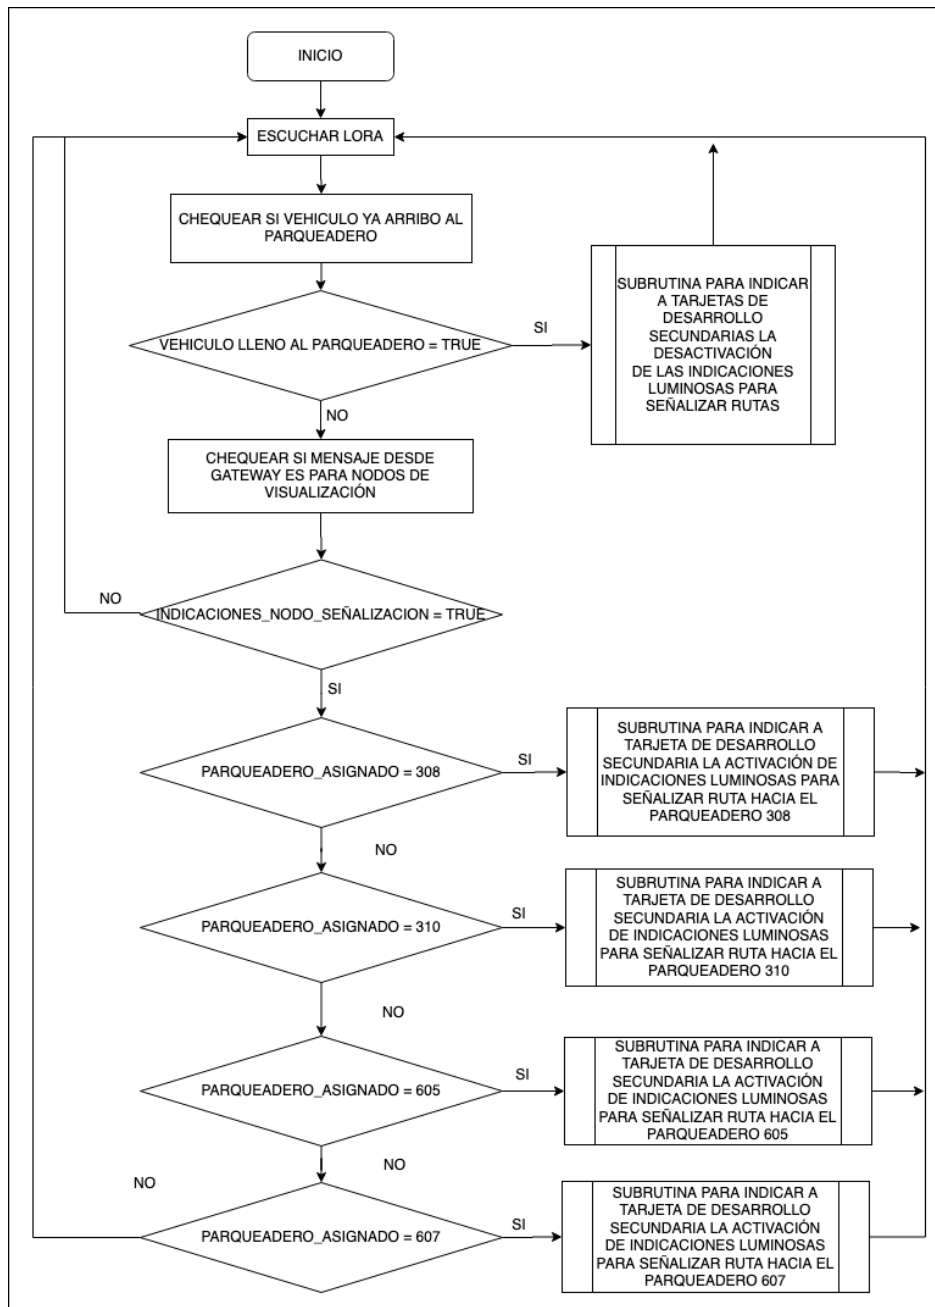 INICIO
ESCUCHAR LORA
CHEQUEAR SI VEHICULO YA ARRIBO AL
PARQUEADERO
VEHICULO LLENO AL PARQUEADERO = TRUE
SI
SUBRUTINA PARA INDICAR
A TARJETAS DE
DESARROLLO
SECUNDARIAS LA
DESACTIVACIÓN
DE LAS INDICACIONES
LUMINOSAS PARA
SEÑALIZAR RUTAS
NO
CHEQUEAR SI MENSAJE DESDE
GATEWAY ES PARA NODOS DE
VISUALIZACIÓN
NO
INDICACIONES_NODO_SEÑALIZACION = TRUE
SI
PARQUEADERO_ASIGNADO = 308
SI
SUBRUTINA PARA INDICAR A
TARJETA DE DESARROLLO
SECUNDARIA LA ACTIVACIÓN DE
INDICACIONES LUMINOSAS PARA
SEÑALIZAR RUTA HACIA EL
PARQUEADERO 308
NO
PARQUEADERO_ASIGNADO = 310
SI
SUBRUTINA PARA INDICAR A
TARJETA DE DESARROLLO
SECUNDARIA LA ACTIVACIÓN
DE INDICACIONES LUMINOSAS
PARA SEÑALIZAR RUTA HACIA EL
PARQUEADERO 310
NO
PARQUEADERO_ASIGNADO = 605
SI
SUBRUTINA PARA INDICAR A
TARJETA DE DESARROLLO
SECUNDARIA LA ACTIVACIÓN
DE INDICACIONES LUMINOSAS
PARA SEÑALIZAR RUTA HACIA EL
PARQUEADERO 605
NO
NO
PARQUEADERO_ASIGNADO = 607
SI
SUBRUTINA PARA INDICAR A
TARJETA DE DESARROLLO
SECUNDARIA LA ACTIVACIÓN
DE INDICACIONES LUMINOSAS
PARA SEÑALIZAR RUTA HACIA EL
PARQUEADERO 607